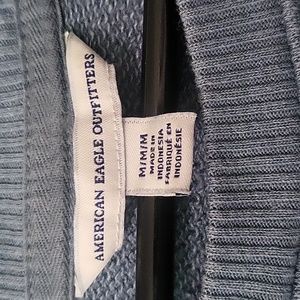 AMERICAN EAGLE OUTFITTERS
M/M/M
MADE IN
INDONESIA
FABRIQUÉ EN
INDONÉSIE